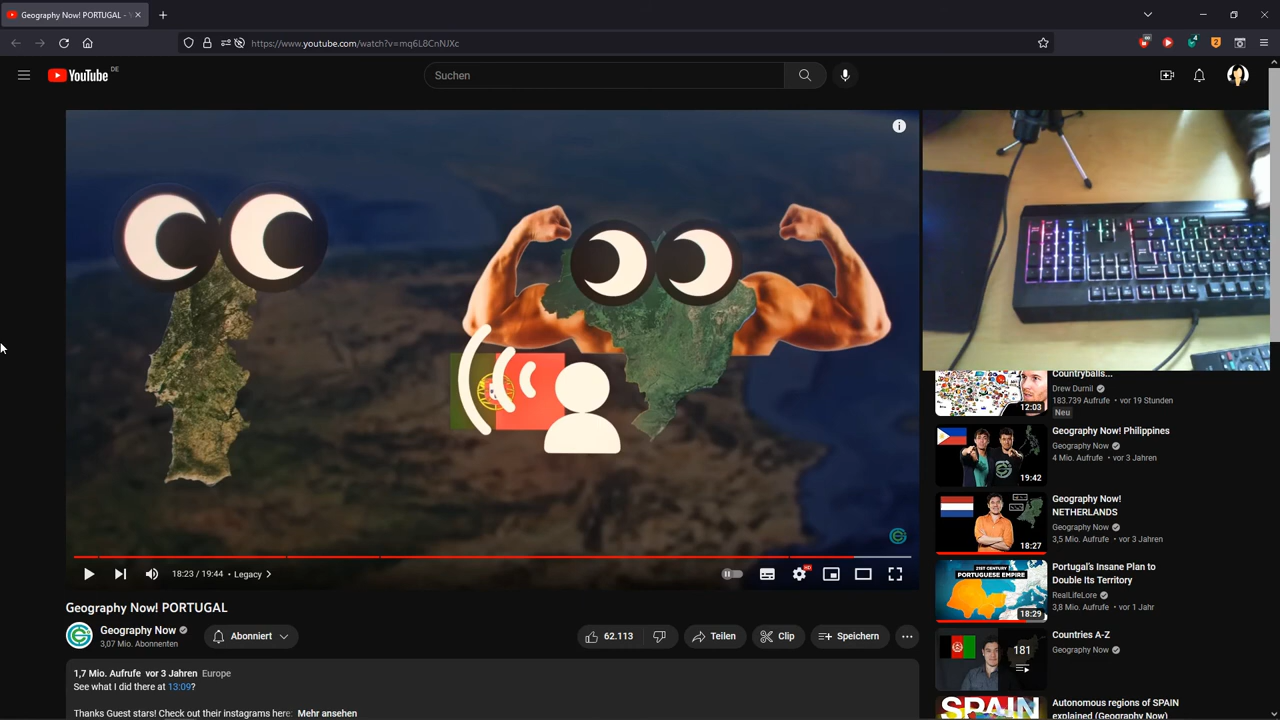 Geography Now! PORTUGAL - Y
https://www.youtube.com/watch?v=mq6L8CnNJXc
YouTube DE
Suchen
18:23 / 19:44 • Legacy
HD
Geography Now! PORTUGAL
Geography Now
3,07 Mio. Abonnenten
Abonniert
62.113
Teilen
Clip
Speichern
1,7 Mio. Aufrufe vor 3 Jahren Europe
See what I did there at 13:09?
Thanks Guest stars! Check out their instagrams here: Mehr ansehen
12:03
Countryballs...
Drew Durnil
183.739 Aufrufe • vor 19 Stunden
Neu
19:42
Geography Now! Philippines
Geography Now
4 Mio. Aufrufe • vor 3 Jahren
18:27
Geography Now!
NETHERLANDS
Geography Now
3,5 Mio. Aufrufe • vor 3 Jahren
21ST CENTURY
PORTUGUESE EMPIRE
18:29
Portugal's Insane Plan to
Double Its Territory
RealLifeLore
3,8 Mio. Aufrufe • vor 1 Jahr
181
Countries A-Z
Geography Now
SPAIN
Autonomous regions of SPAIN
explained (Geography Now)